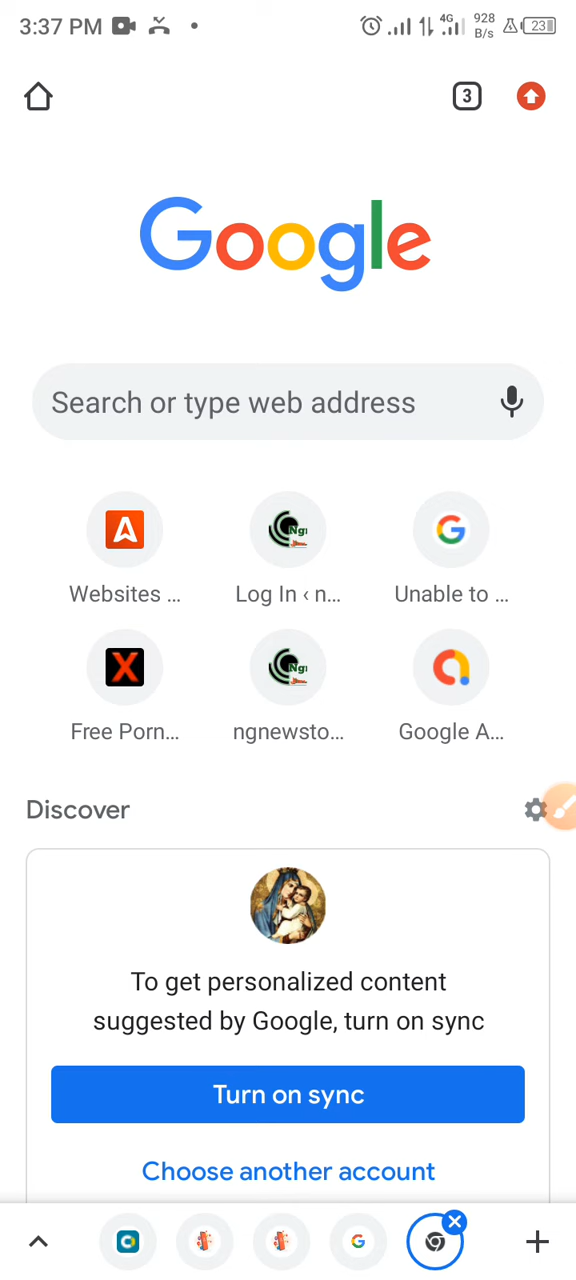 3:37 PM 4G 928 B/s 23
3
Google
Search or type web address
Websites ... Log In ‹ n... Unable to ...
Free Porn... ngnewsto... Google A...
Discover
To get personalized content
suggested by Google, turn on sync
Turn on sync
Choose another account